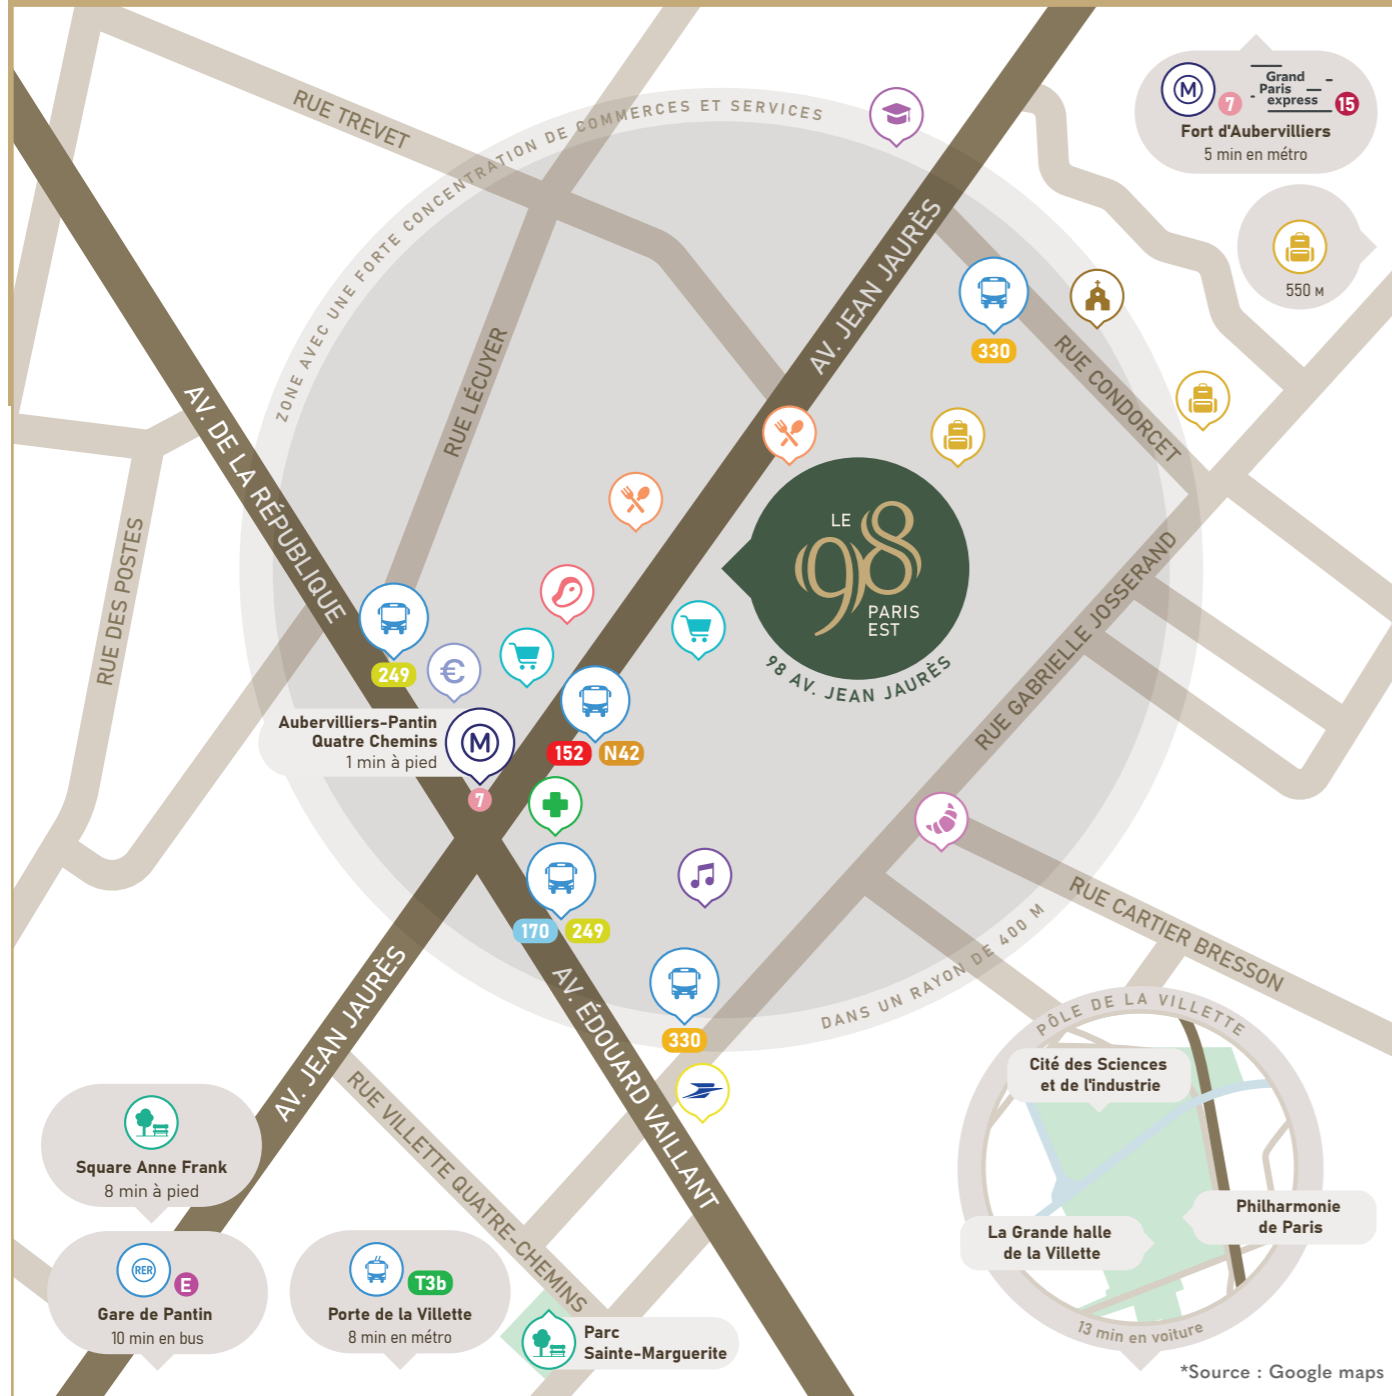 RUE TREVET
ZONE AVEC UNE FORTE CONCENTRATION DE COMMERCES ET SERVICES
M
7
Grand
Paris
express
15
Fort d'Aubervilliers
5 min en métro
550 M
AV. JEAN JAURÈS
330
RUE CONDORCET
RUE LÉCUYER
AV. DE LA RÉPUBLIQUE
RUE DES POSTES
LE
98
PARIS
EST
98 AV. JEAN JAURÈS
RUE GABRIELLE JOSSERAND
249
€
Aubervilliers-Pantin
Quatre Chemins
1 min à pied
M
7
152
N42
170
249
330
RUE CARTIER BRESSON
DANS UN RAYON DE 400 M
AV. JEAN JAURÈS
AV. ÉDOUARD VAILLANT
RUE VILLETTE QUATRE-CHEMINS
PÔLE DE LA VILLETTE
Cité des Sciences
et de l'industrie
Philharmonie
de Paris
La Grande halle
de la Villette
13 min en voiture
Square Anne Frank
8 min à pied
RER
E
Gare de Pantin
10 min en bus
T3b
Porte de la Villette
8 min en métro
Parc
Sainte-Marguerite
*Source : Google maps